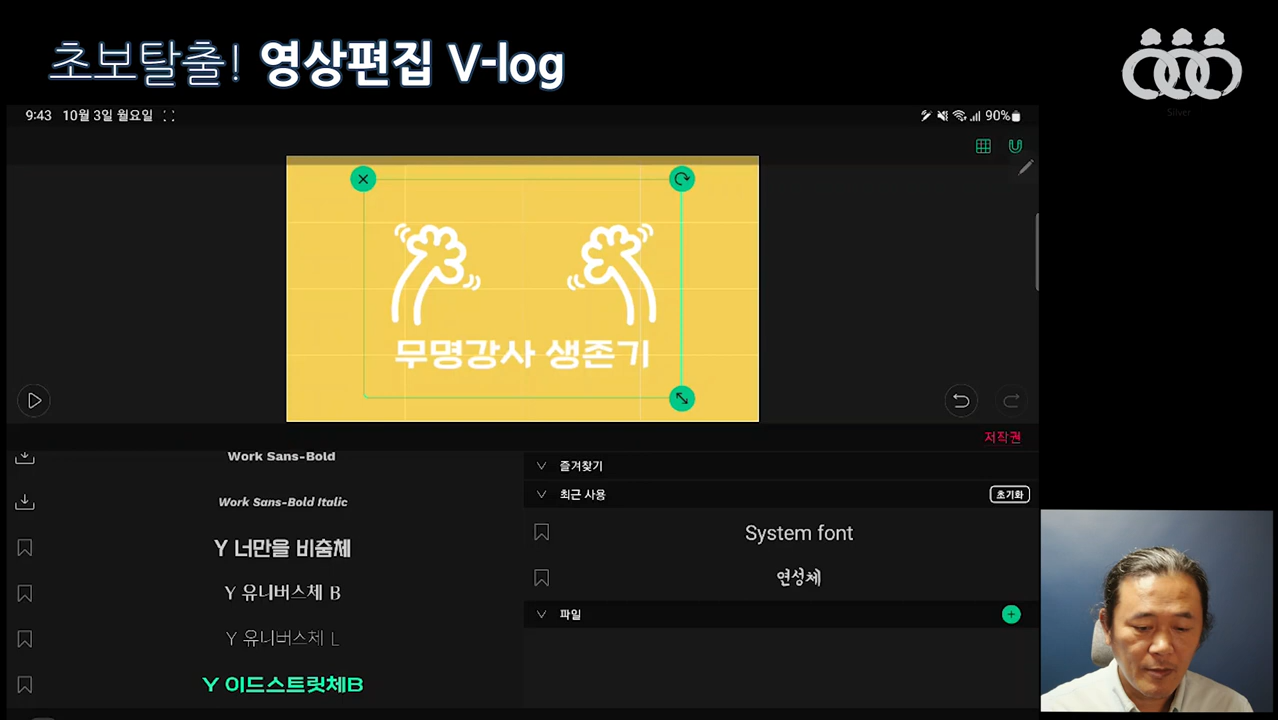 초보탈출! 영상편집 V-log
Silver
9:43 10월 3일 월요일
90%
무명강사 생존기
저작권
Work Sans-Bold
Work Sans-Bold Italic
Y 너만을 비춤체
Y 유니버스체 B
Y 유니버스체 L
Y 이드스트릿체B
즐겨찾기
최근 사용
초기화
System font
연성체
파일